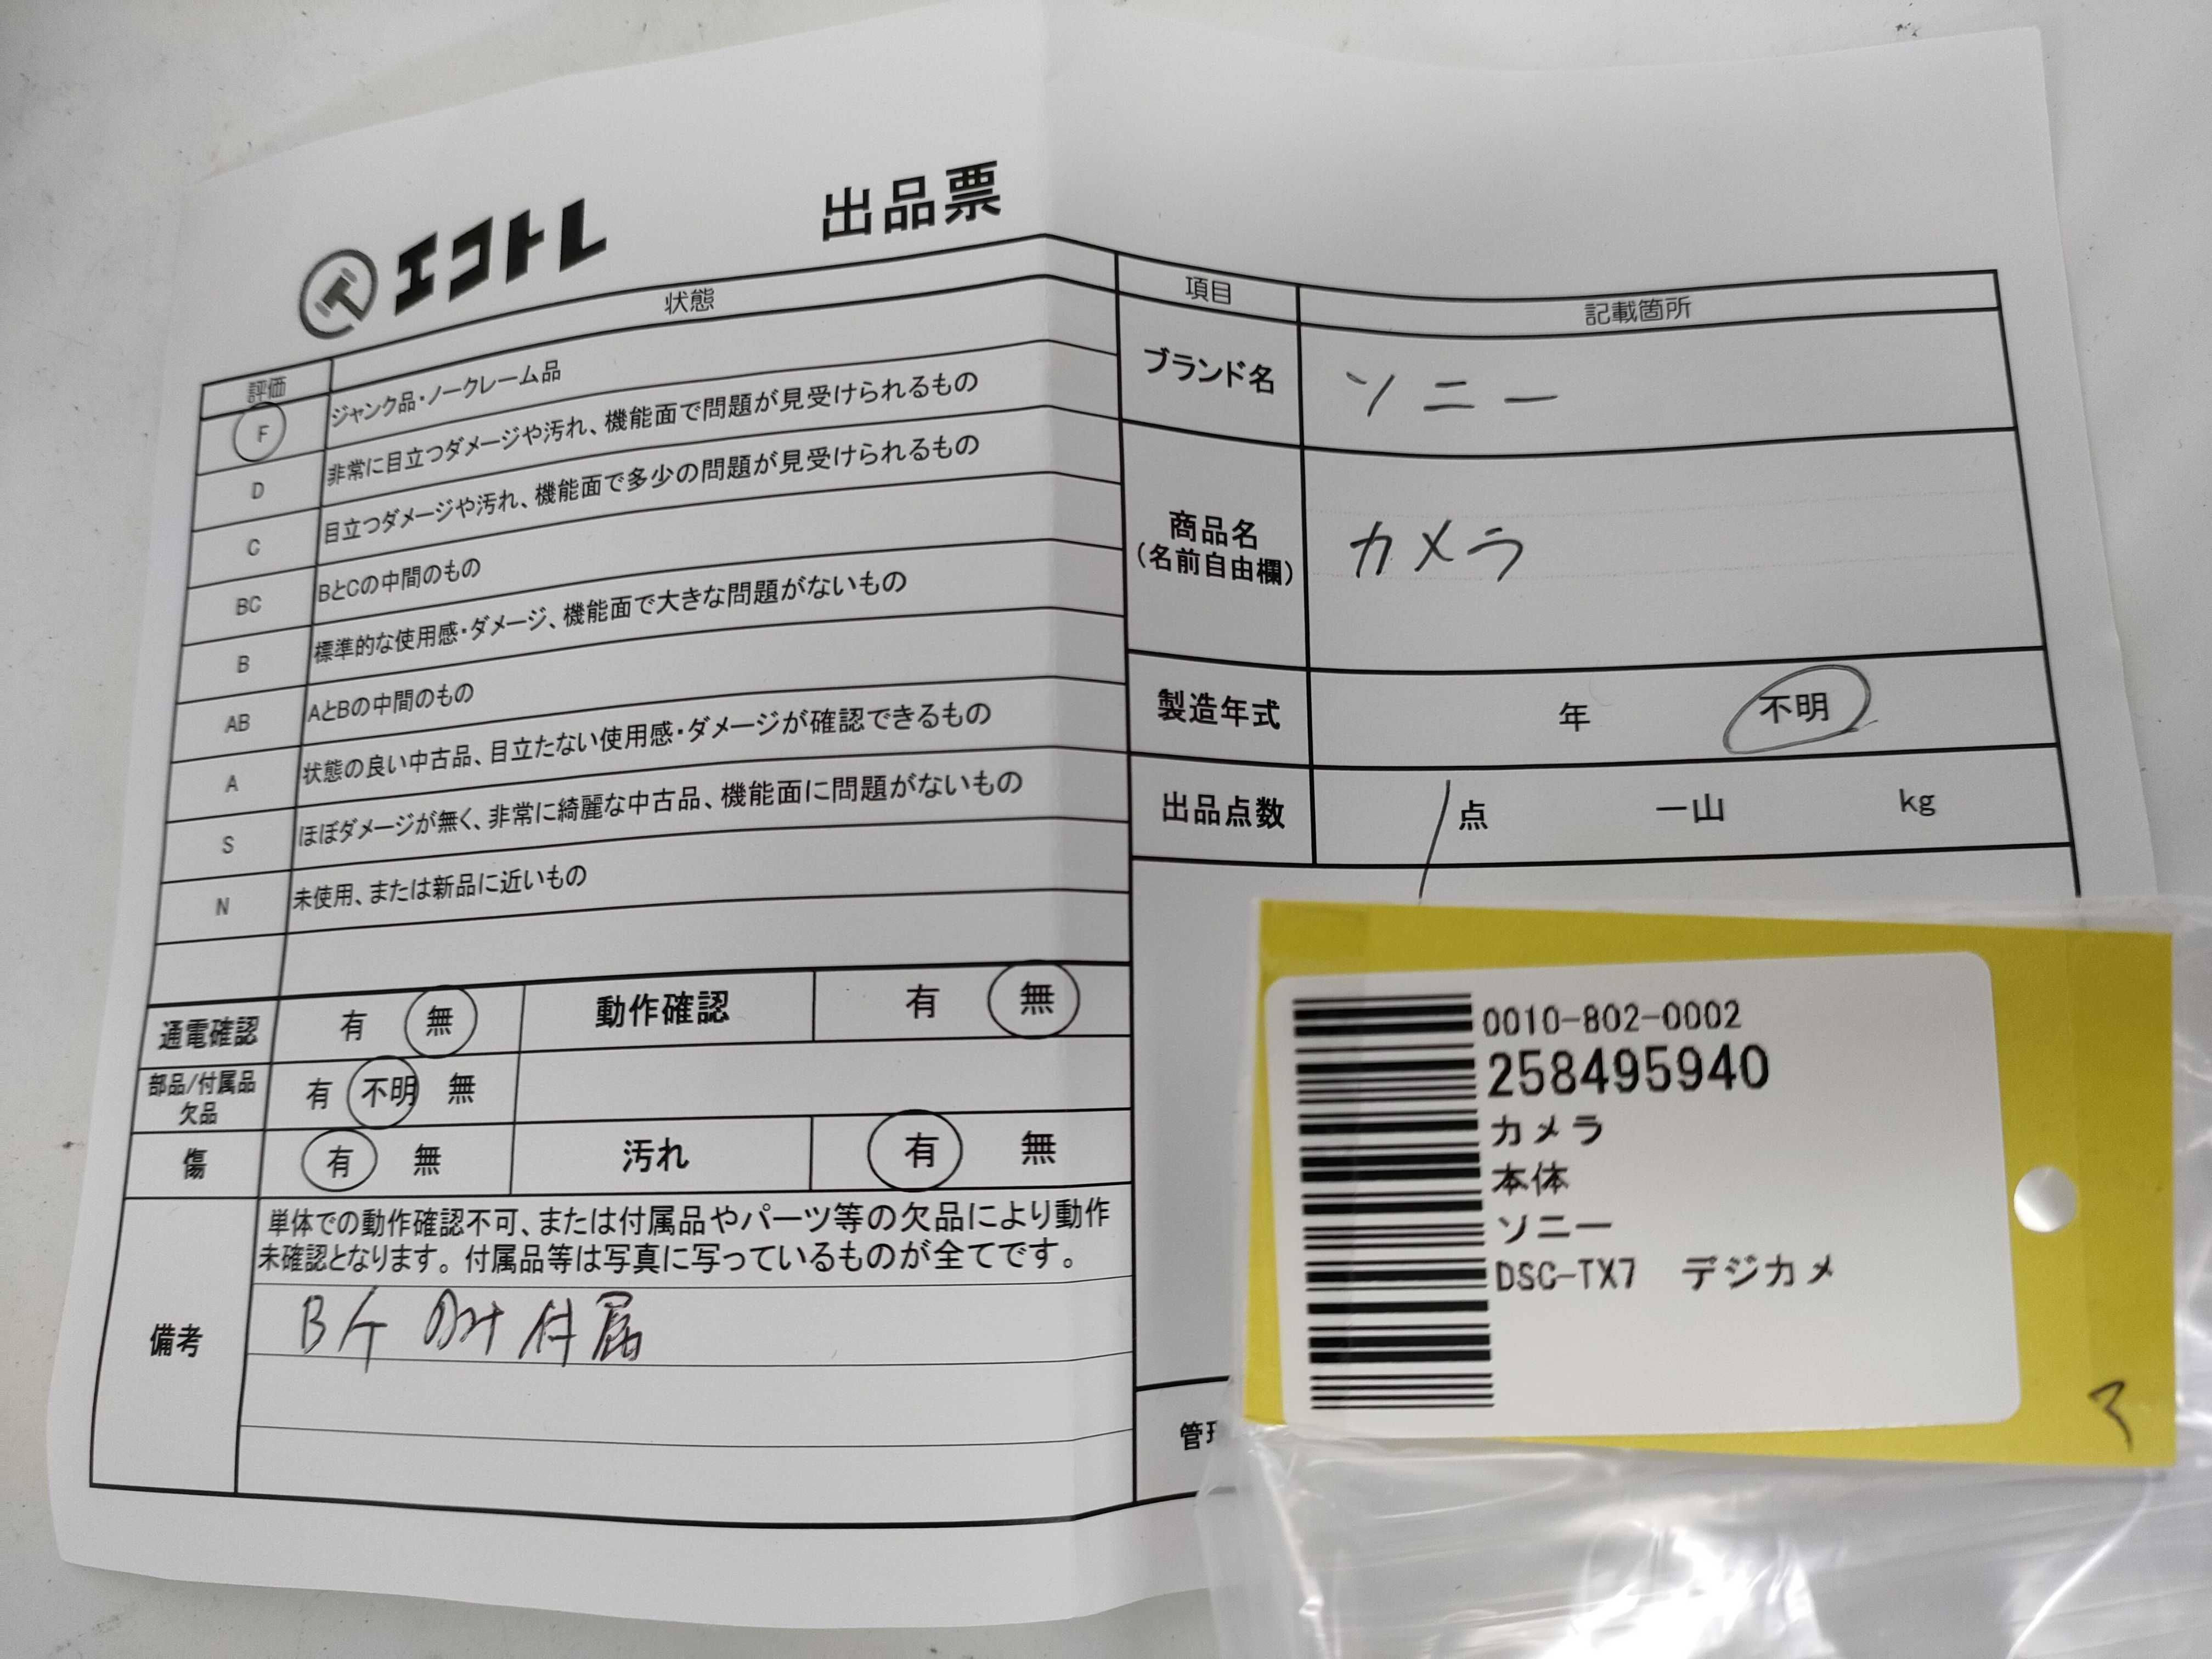 エコトレ 出品票
評価 状態
F ジャンク品・ノークレーム品
D 非常に目立つダメージや汚れ、機能面で問題が見受けられるもの
C 目立つダメージや汚れ、機能面で多少の問題が見受けられるもの
BC BとCの中間のもの
B 標準的な使用感・ダメージ、機能面で大きな問題がないもの
AB AとBの中間のもの
A 状態の良い中古品、目立たない使用感・ダメージが確認できるもの
S ほぼダメージが無く、非常に綺麗な中古品、機能面に問題がないもの
N 未使用、または新品に近いもの
通電確認 有 無 動作確認 有 無
部品/付属品
欠品
有 不明 無
傷 有 無 汚れ 有 無
備考
単体での動作確認不可、または付属品やパーツ等の欠品により動作
未確認となります。付属品等は写真に写っているものが全てです。
付属
項目 記載箇所
ブランド名 ソニー
商品名
(名前自由欄)
カメラ
製造年式 年 不明
出品点数 1点 一山 kg
管
0010-802-0002
258495940
カメラ
本体
ソニー
DSC-TX7 デジカメ